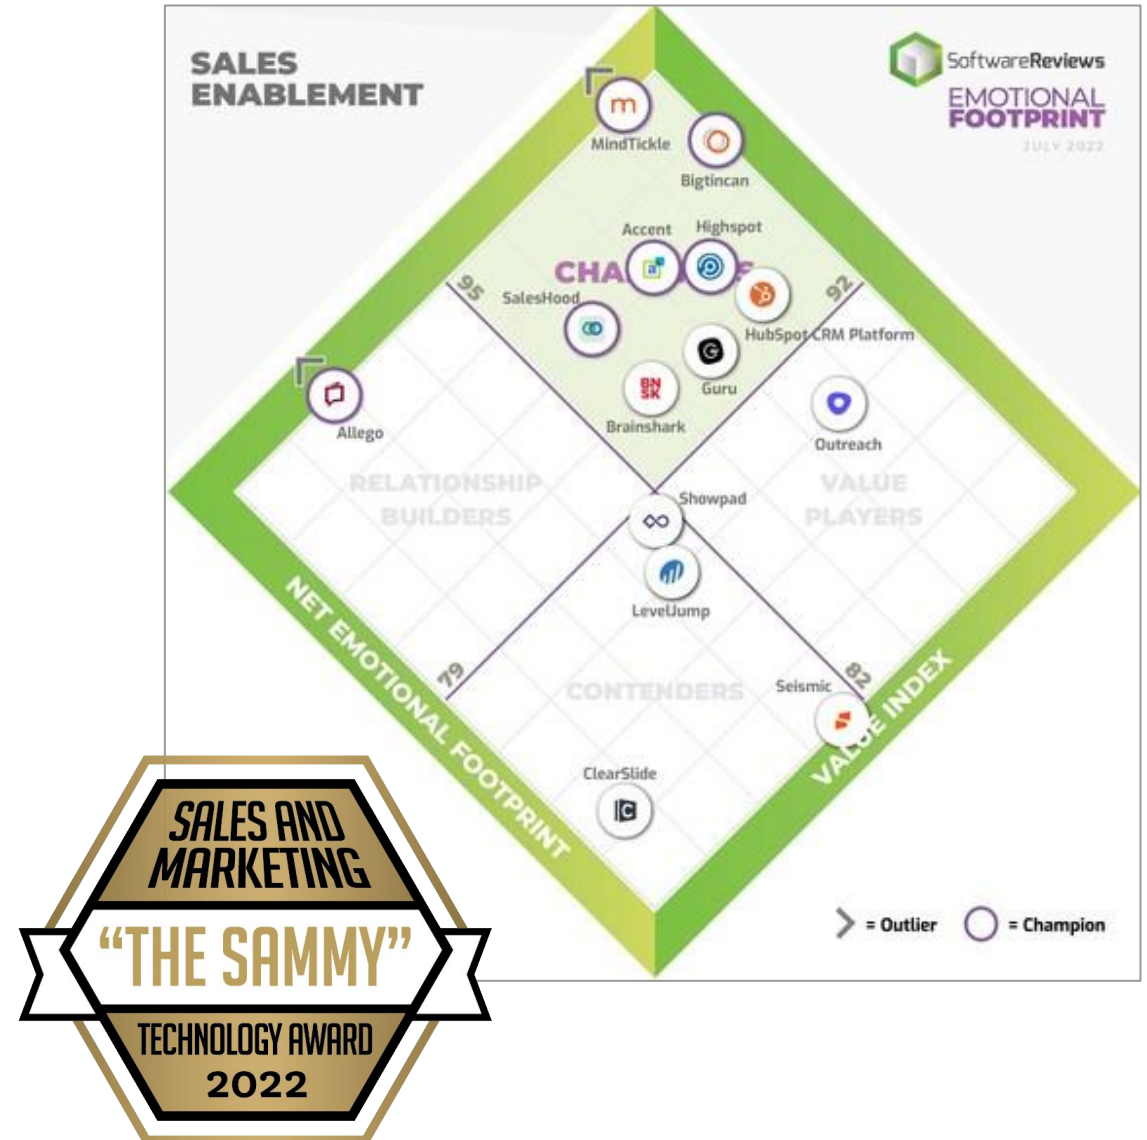 SALES
ENABLEMENT
SoftwareReviews
EMOTIONAL
FOOTPRINT
JULY 2022
m
MindTickle
Bigtincan
Accent
Highspot
a
SalesHood
95
92
HubSpot CRM Platform
G
Guru
BN
SK
Brainshark
Allego
Outreach
RELATIONSHIP
BUILDERS
VALUE
PLAYERS
Showpad
LevelJump
NET EMOTIONAL FOOTPRINT
79
82
CONTENDERS
Seismic
VALUE INDEX
ClearSlide
C
= Outlier
= Champion
SALES AND
MARKETING
“THE SAMMY”
TECHNOLOGY AWARD
2022